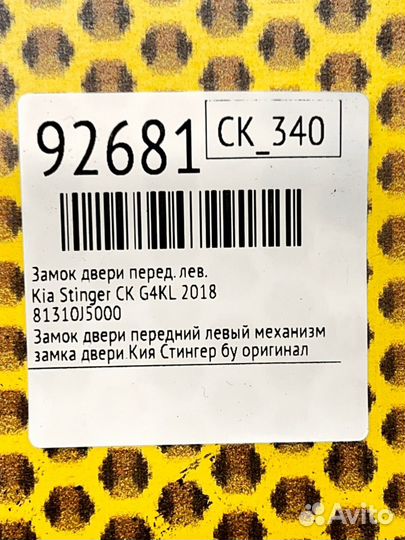 92681
CK_340
Замок двери перед. лев.
Kia Stinger CK G4KL 2018
81310J5000
Замок двери передний левый механизм
замка двери Кия Стингер бу оригинал
Avito